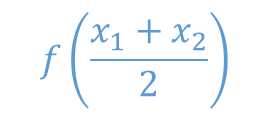 f((x₁ + x₂)/2)